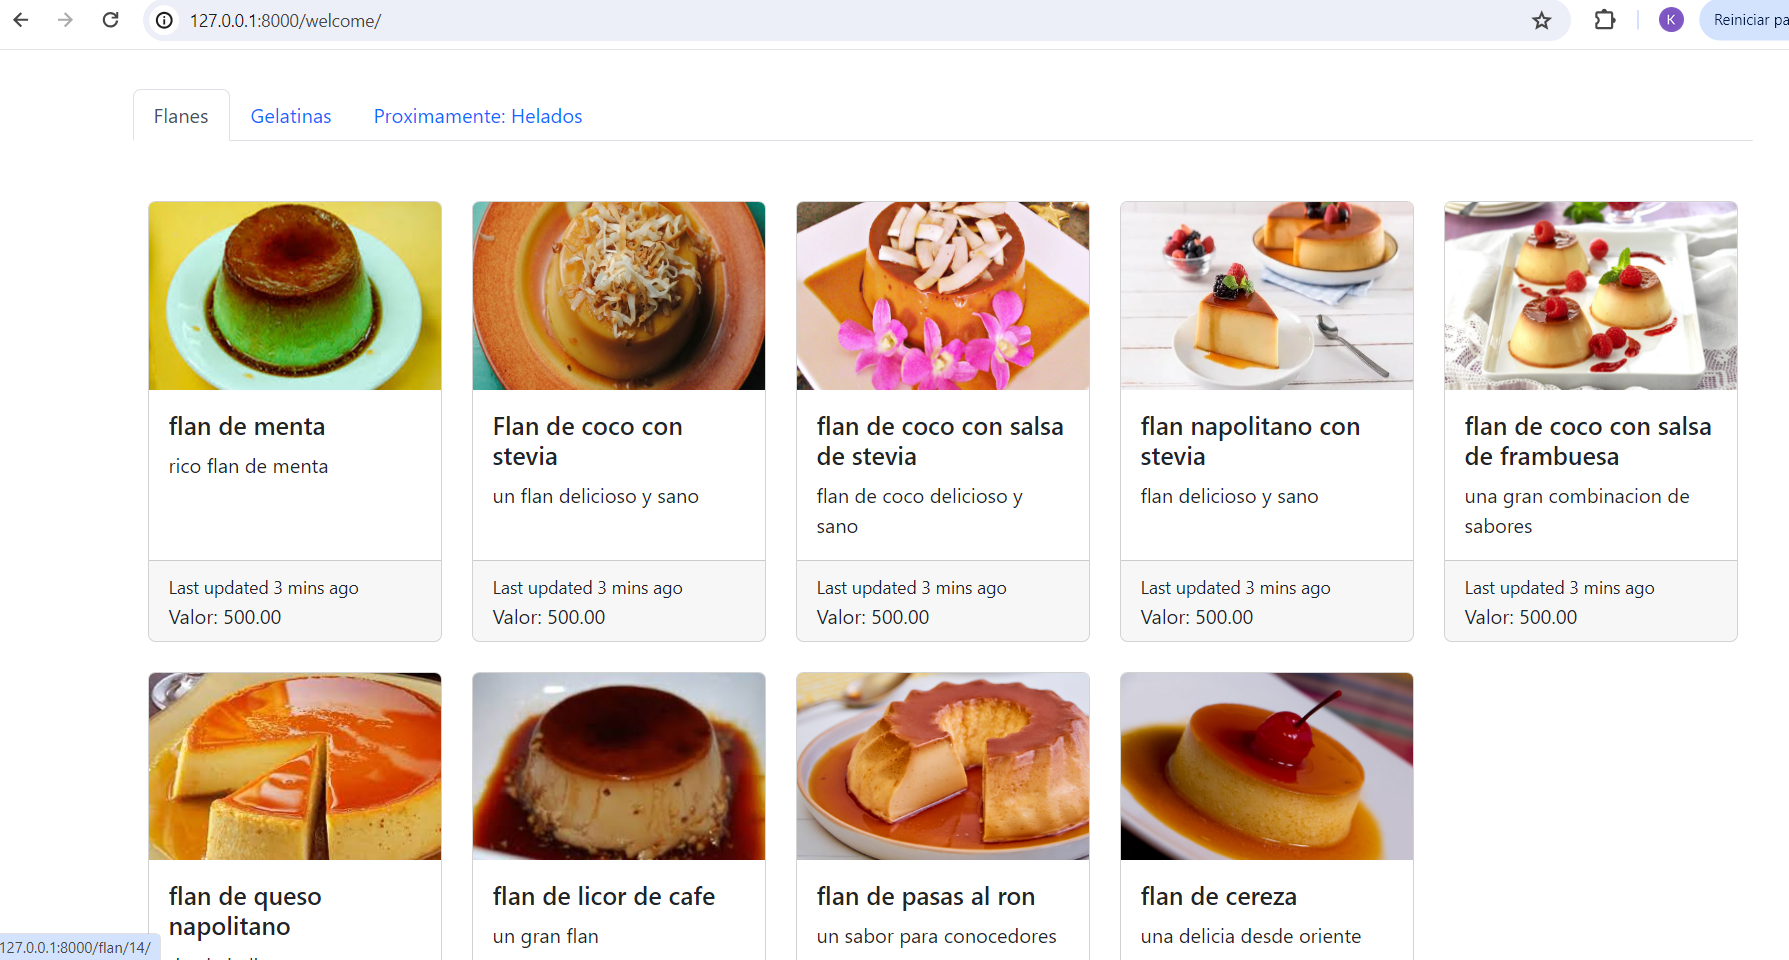 127.0.0.1:8000/welcome/
K
Reiniciar pa
Flanes
Gelatinas
Proximamente: Helados
flan de menta
rico flan de menta
Last updated 3 mins ago
Valor: 500.00
Flan de coco con
stevia
un flan delicioso y sano
Last updated 3 mins ago
Valor: 500.00
flan de coco con salsa
de stevia
flan de coco delicioso y
sano
Last updated 3 mins ago
Valor: 500.00
flan napolitano con
stevia
flan delicioso y sano
Last updated 3 mins ago
Valor: 500.00
flan de coco con salsa
de frambuesa
una gran combinacion de
sabores
Last updated 3 mins ago
Valor: 500.00
flan de queso
napolitano
flan de licor de cafe
un gran flan
flan de pasas al ron
un sabor para conocedores
flan de cereza
una delicia desde oriente
127.0.0.1:8000/flan/14/